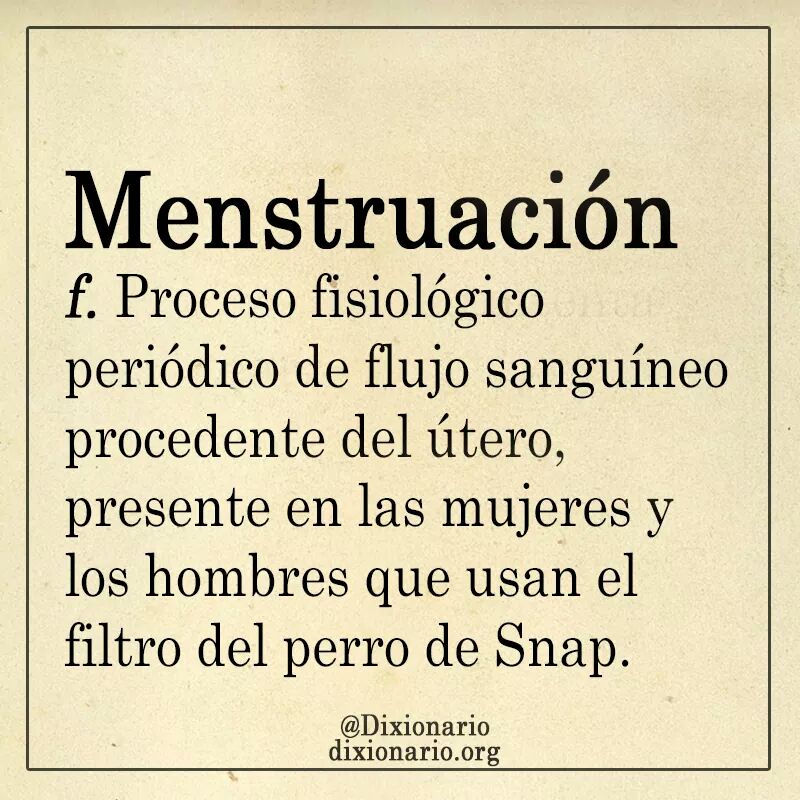 Menstruación
f. Proceso fisiológico
periódico de flujo sanguíneo
procedente del útero,
presente en las mujeres y
los hombres que usan el
filtro del perro de Snap.
@Dixionario
dixionario.org